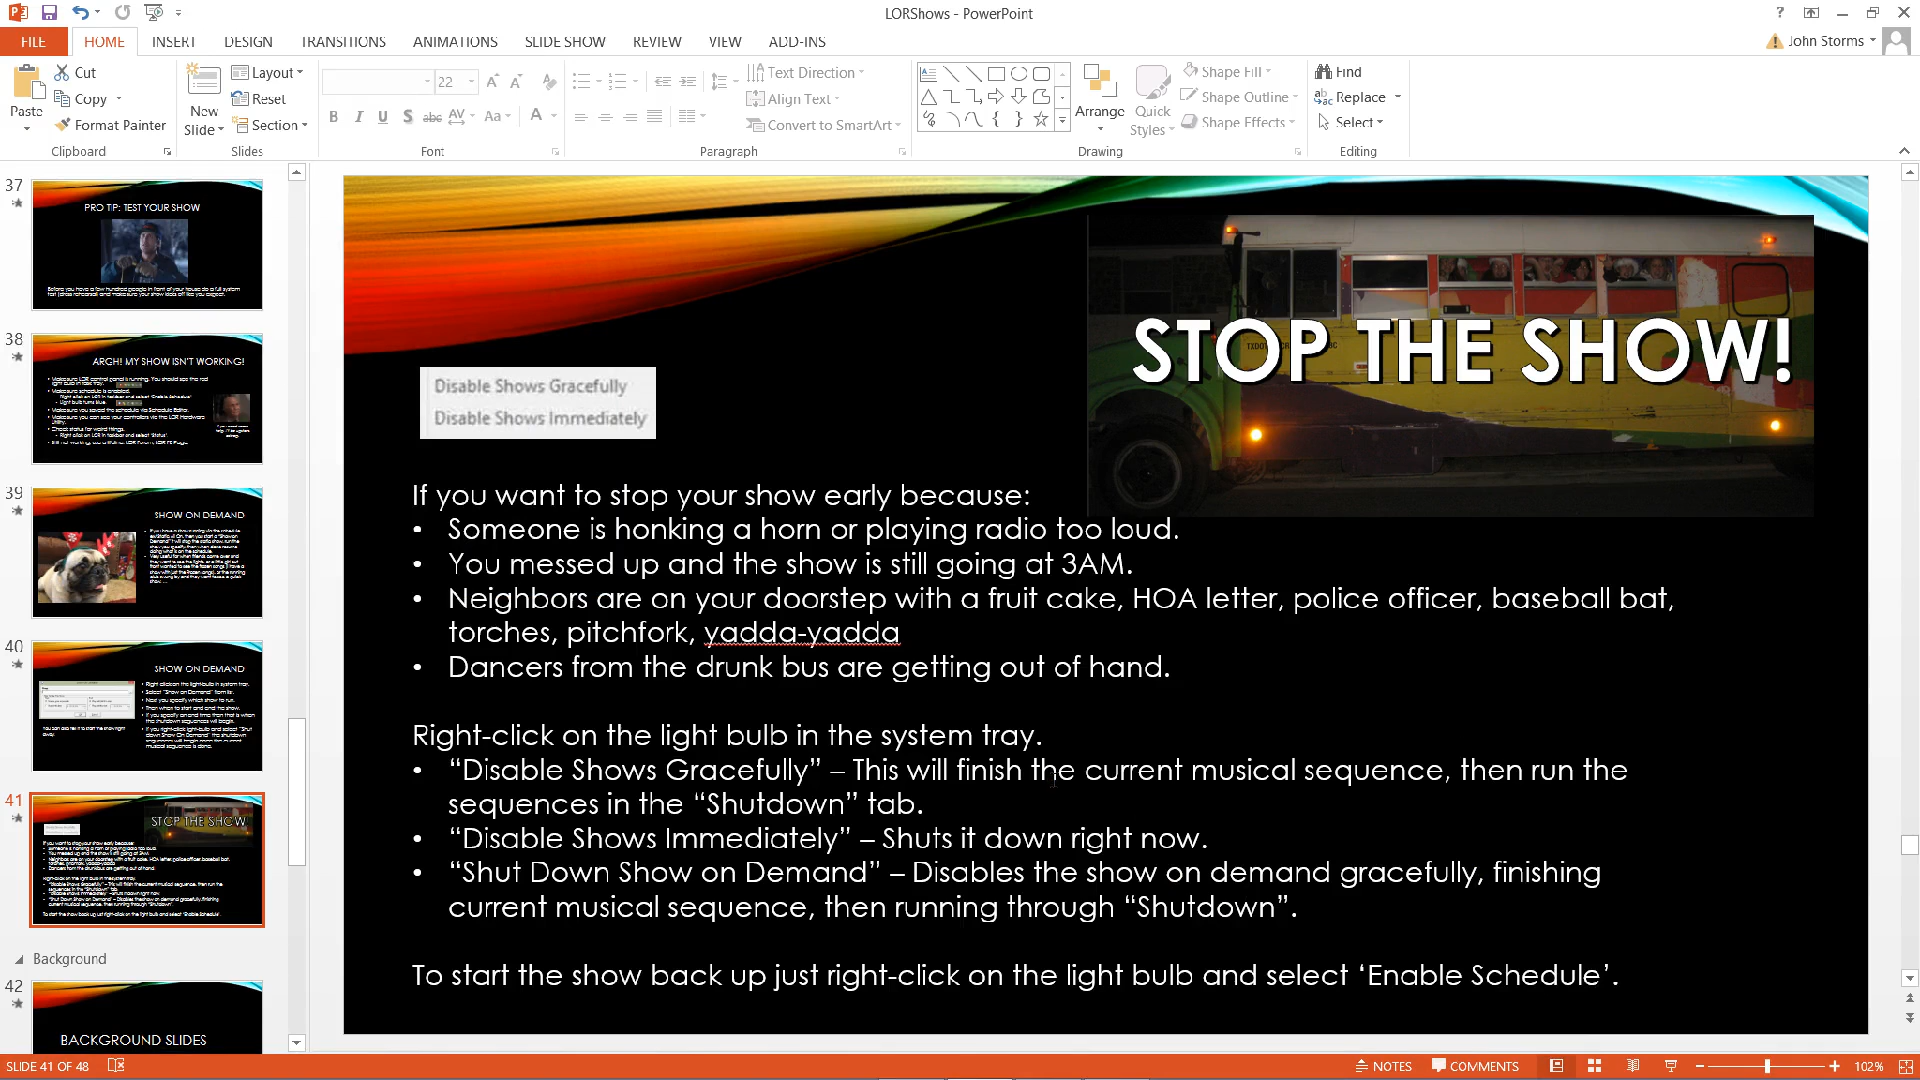 LORShows - PowerPoint
FILE HOME INSERT DESIGN TRANSITIONS ANIMATIONS SLIDE SHOW REVIEW VIEW ADD-INS
John Storms
Paste
Cut
Copy
Format Painter
Clipboard
New
Slide
Layout
Reset
Section
Slides
22
Font
Text Direction
Align Text
Convert to SmartArt
Paragraph
Arrange
Quick
Styles
Shape Fill
Shape Outline
Shape Effects
Drawing
Find
Replace
Select
Editing
37
PRO TIP: TEST YOUR SHOW
38
ARGH! MY SHOW ISN'T WORKING!
39
SHOW ON DEMAND
40
SHOW ON DEMAND
41
STOP THE SHOW!
Background
42
BACKGROUND SLIDES
STOP THE SHOW!
Disable Shows Gracefully
Disable Shows Immediately
If you want to stop your show early because:
• Someone is honking a horn or playing radio too loud.
• You messed up and the show is still going at 3AM.
• Neighbors are on your doorstep with a fruit cake, HOA letter, police officer, baseball bat,
torches, pitchfork, yadda-yadda
• Dancers from the drunk bus are getting out of hand.
Right-click on the light bulb in the system tray.
• “Disable Shows Gracefully” – This will finish the current musical sequence, then run the
sequences in the “Shutdown” tab.
• “Disable Shows Immediately” – Shuts it down right now.
• “Shut Down Show on Demand” – Disables the show on demand gracefully, finishing
current musical sequence, then running through “Shutdown”.
To start the show back up just right-click on the light bulb and select ‘Enable Schedule’.
SLIDE 41 OF 48
NOTES
COMMENTS
102%